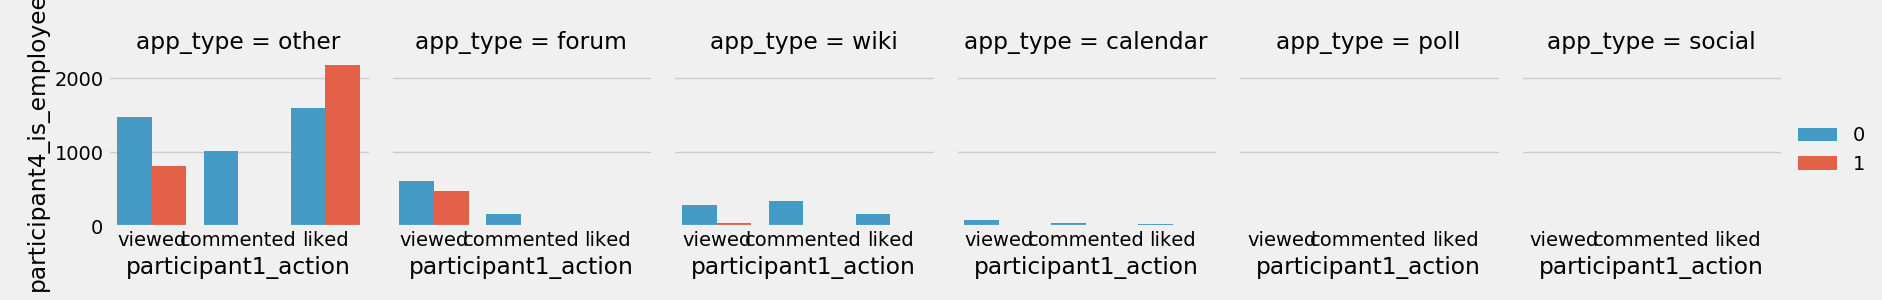 participant4_is_employee
app_type = other
app_type = forum
app_type = wiki
app_type = calendar
app_type = poll
app_type = social
2000
1000
0
viewed commented liked
viewed commented liked
viewed commented liked
viewed commented liked
viewed commented liked
viewed commented liked
participant1_action
participant1_action
participant1_action
participant1_action
participant1_action
participant1_action
0
1